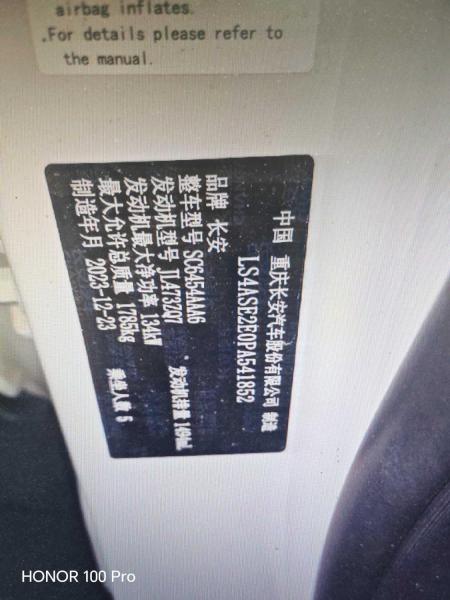 airbag inflates.
.For details please refer to
the manual.
中国 重庆长安汽车股份有限公司 制造
LS4ASE2E0PA541852
品牌 长安
整车型号 SC6454AAA6
发动机型号 JL473ZQ7 发动机排量 1494mL
发动机最大净功率 134kW
最大允许总质量 1785kg
制造年月 2023-12-23 乘坐人数 5
HONOR 100 Pro